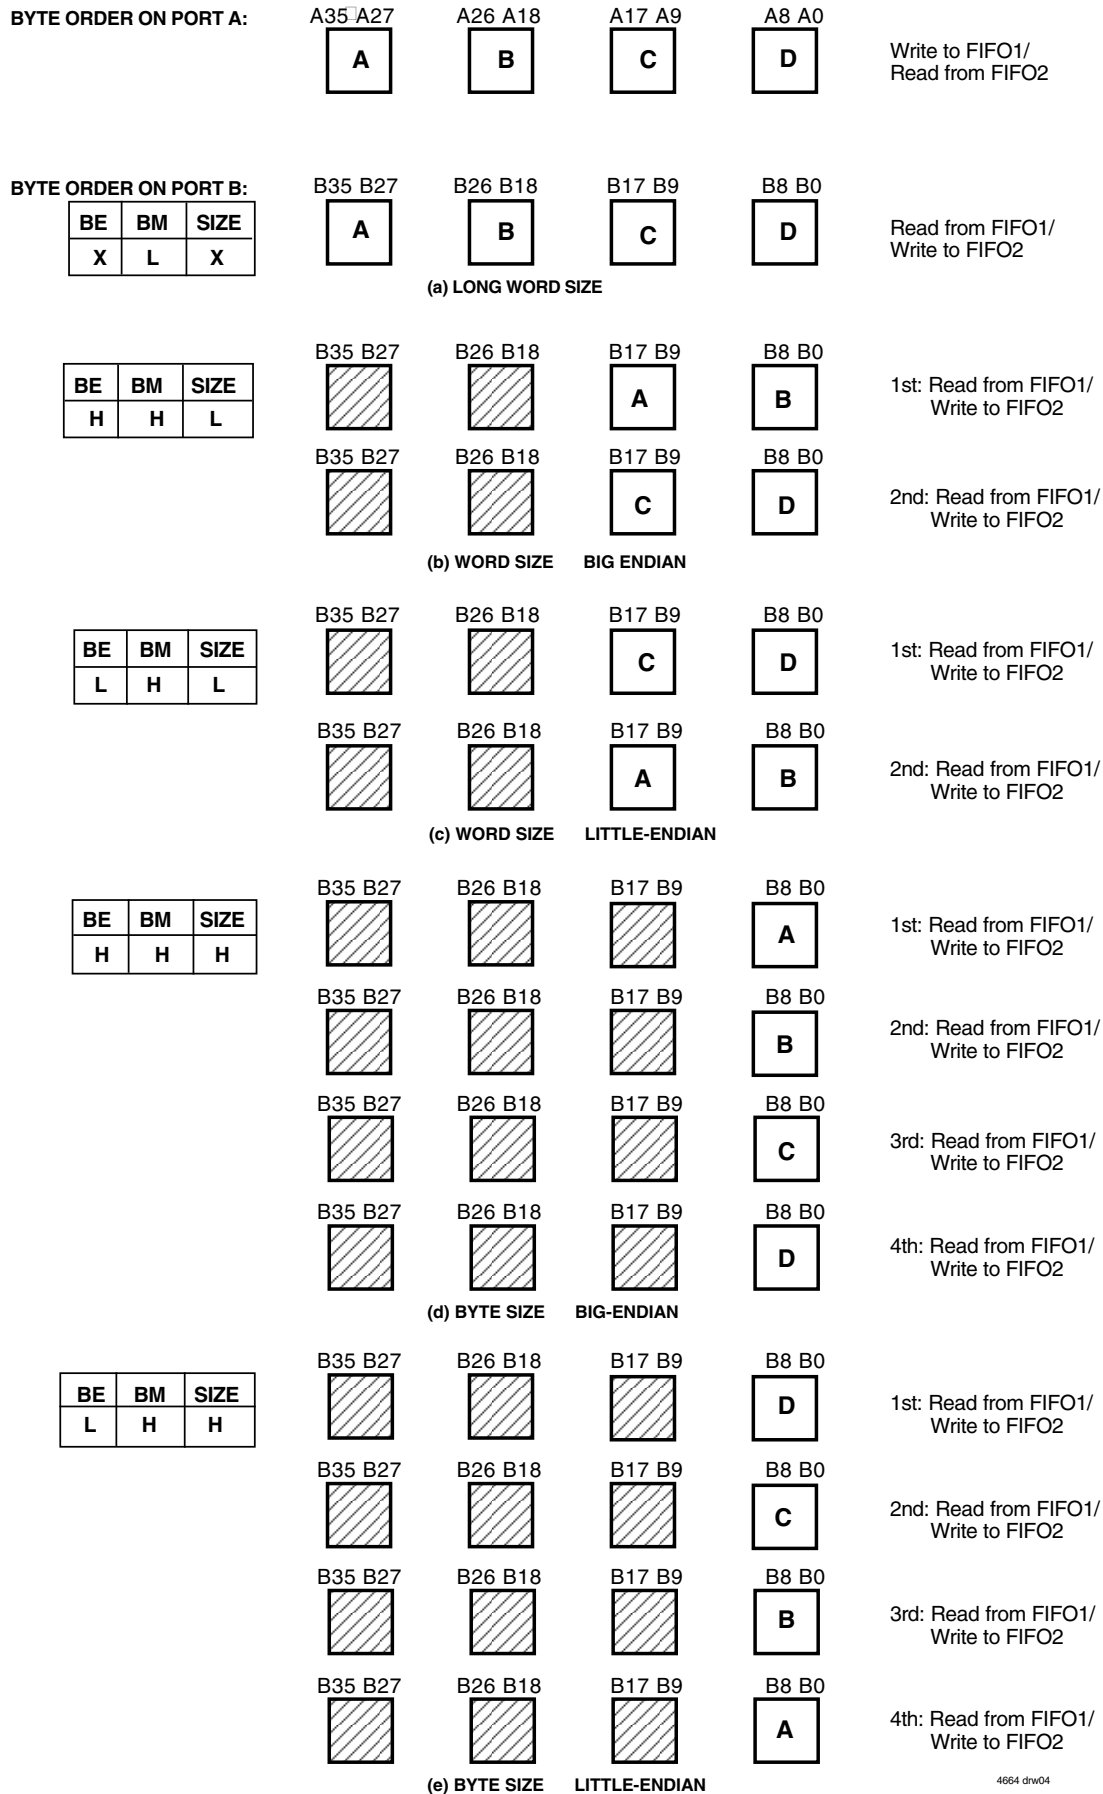 BYTE ORDER ON PORT A:
A35 A27 A26 A18 A17 A9 A8 A0
A B C D
Write to FIFO1/
Read from FIFO2
BYTE ORDER ON PORT B:
B35 B27 B26 B18 B17 B9 B8 B0
BE BM SIZE
X L X
A B C D
Read from FIFO1/
Write to FIFO2
(a) LONG WORD SIZE
B35 B27 B26 B18 B17 B9 B8 B0
BE BM SIZE
H H L
A B
1st: Read from FIFO1/
Write to FIFO2
B35 B27 B26 B18 B17 B9 B8 B0
C D
2nd: Read from FIFO1/
Write to FIFO2
(b) WORD SIZE BIG ENDIAN
B35 B27 B26 B18 B17 B9 B8 B0
BE BM SIZE
L H L
C D
1st: Read from FIFO1/
Write to FIFO2
B35 B27 B26 B18 B17 B9 B8 B0
A B
2nd: Read from FIFO1/
Write to FIFO2
(c) WORD SIZE LITTLE-ENDIAN
B35 B27 B26 B18 B17 B9 B8 B0
BE BM SIZE
H H H
A
1st: Read from FIFO1/
Write to FIFO2
B35 B27 B26 B18 B17 B9 B8 B0
B
2nd: Read from FIFO1/
Write to FIFO2
B35 B27 B26 B18 B17 B9 B8 B0
C
3rd: Read from FIFO1/
Write to FIFO2
B35 B27 B26 B18 B17 B9 B8 B0
D
4th: Read from FIFO1/
Write to FIFO2
(d) BYTE SIZE BIG-ENDIAN
B35 B27 B26 B18 B17 B9 B8 B0
BE BM SIZE
L H H
D
1st: Read from FIFO1/
Write to FIFO2
B35 B27 B26 B18 B17 B9 B8 B0
C
2nd: Read from FIFO1/
Write to FIFO2
B35 B27 B26 B18 B17 B9 B8 B0
B
3rd: Read from FIFO1/
Write to FIFO2
B35 B27 B26 B18 B17 B9 B8 B0
A
4th: Read from FIFO1/
Write to FIFO2
(e) BYTE SIZE LITTLE-ENDIAN
4664 drw04